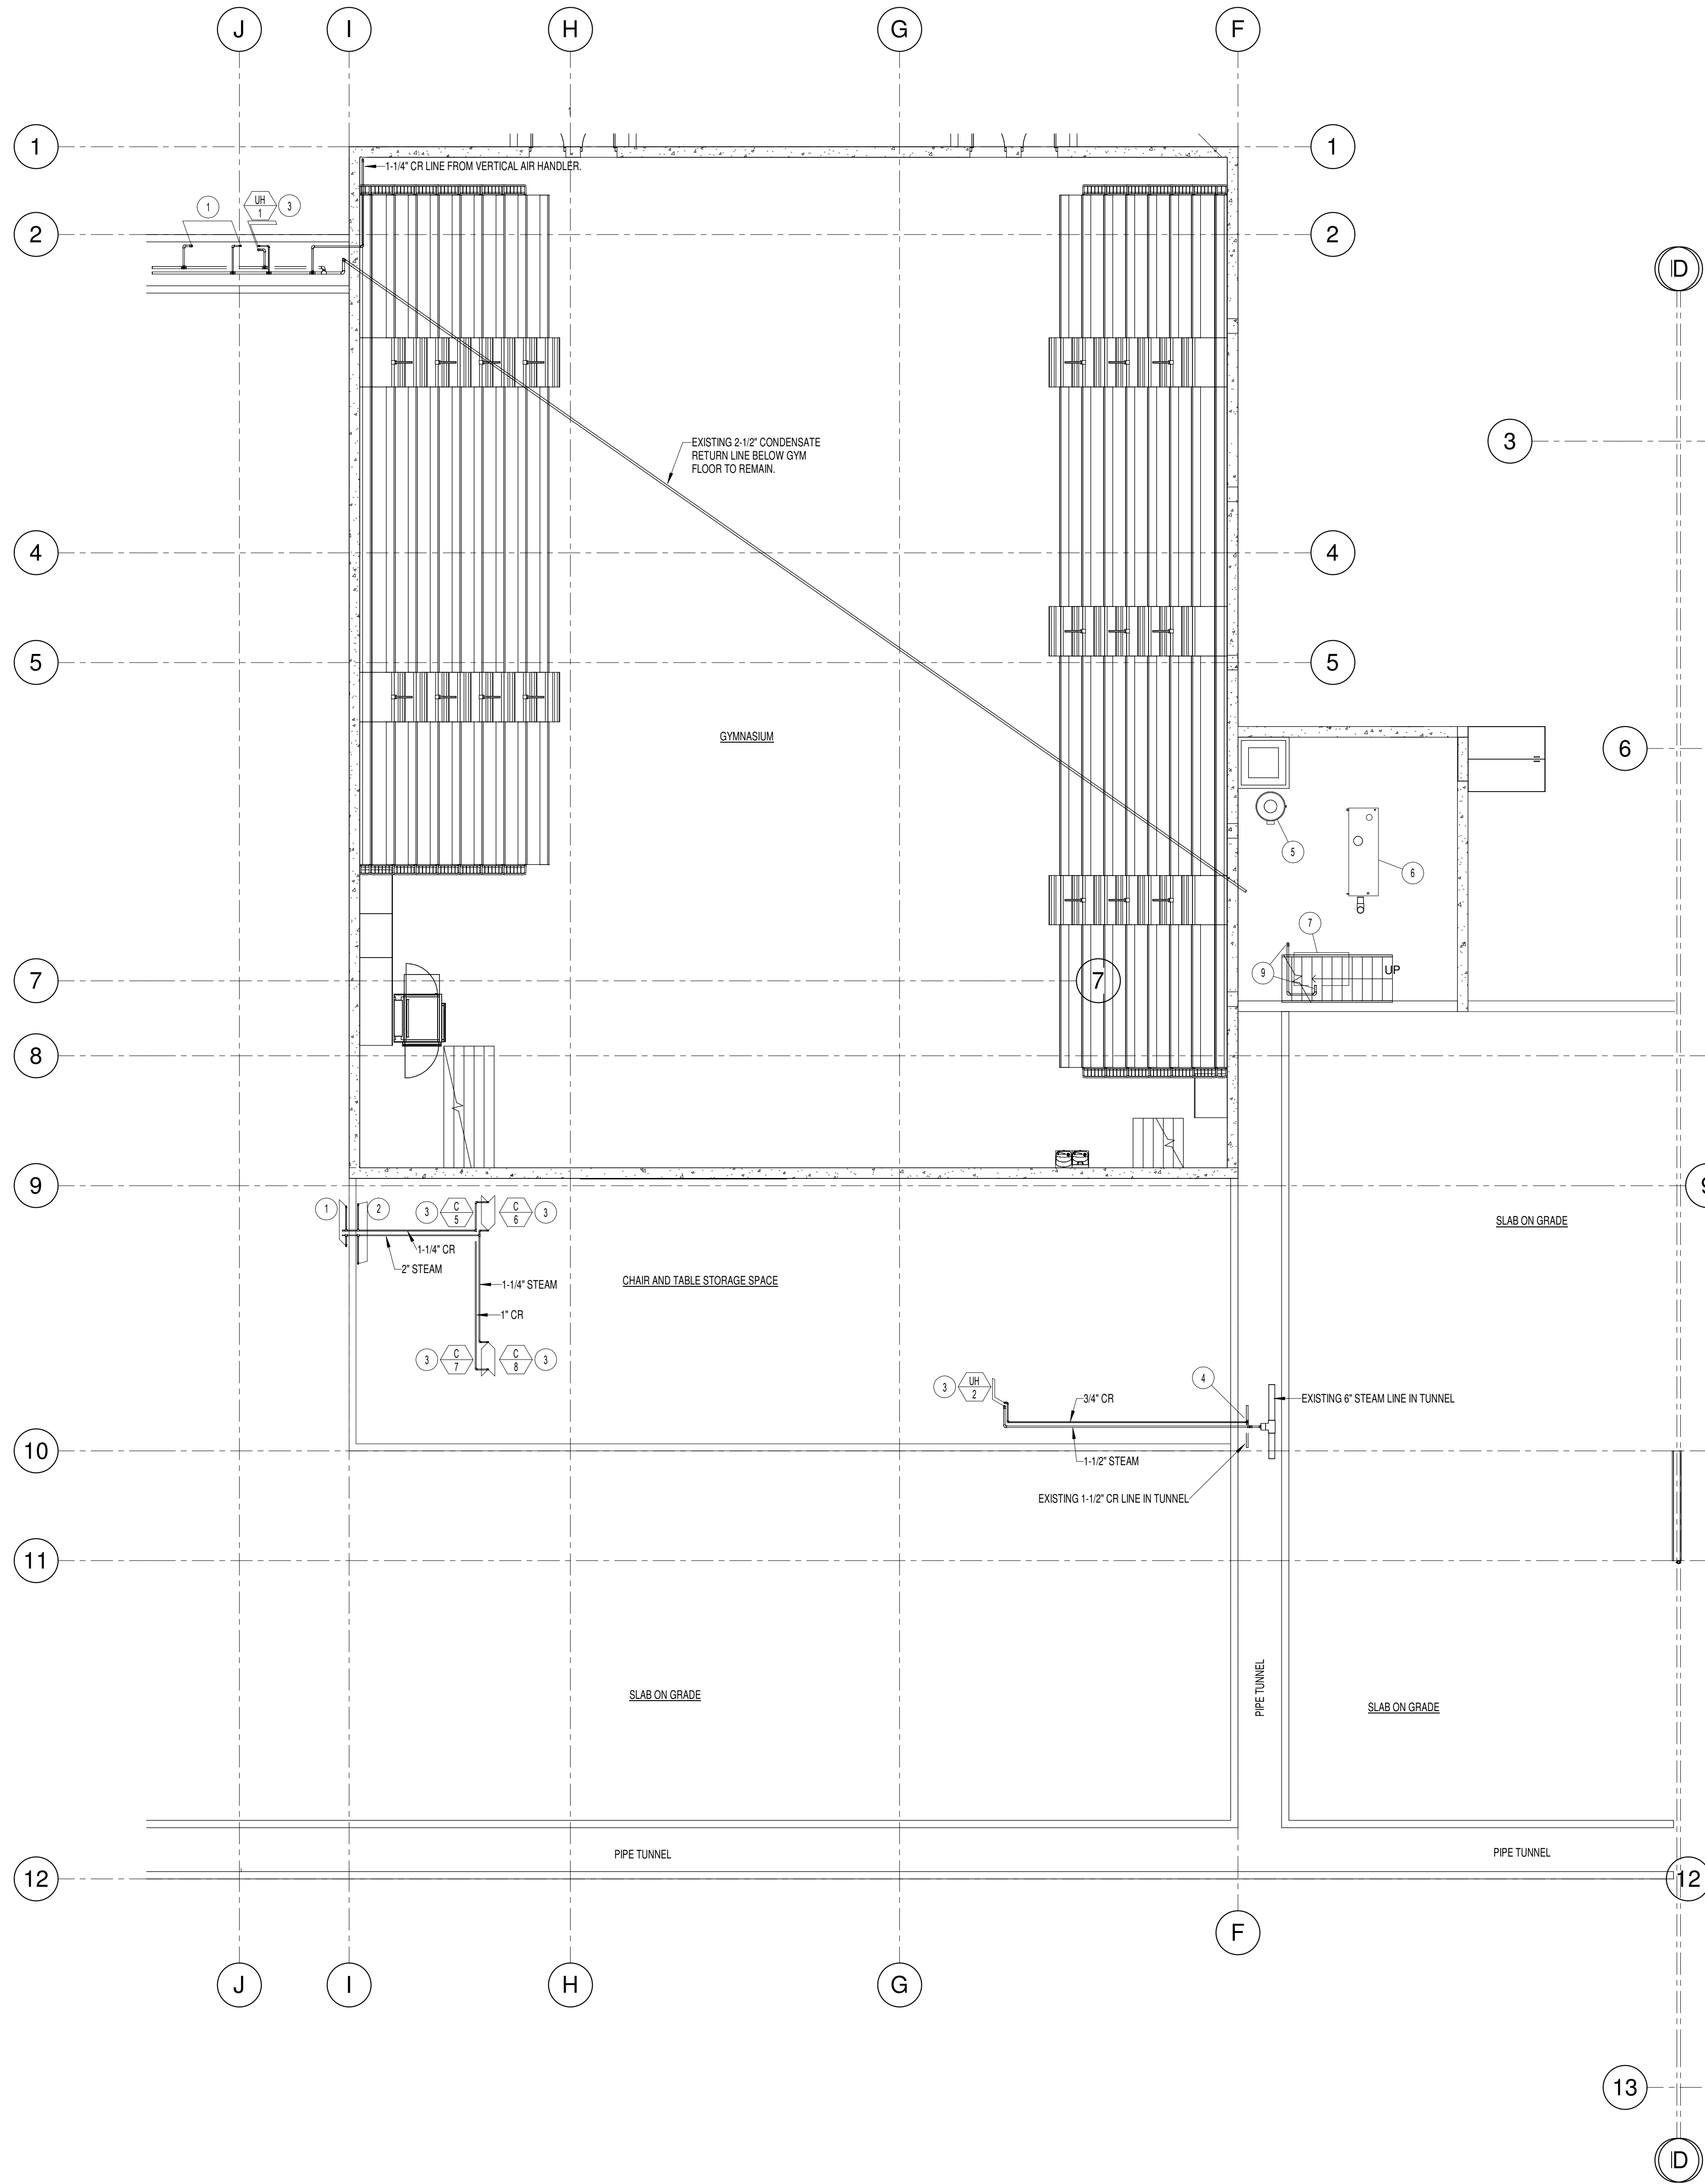 J
I
H
G
F
1
1
1-1/4" CR LINE FROM VERTICAL AIR HANDLER.
1
UH
1
3
2
2
D
EXISTING 2-1/2" CONDENSATE
RETURN LINE BELOW GYM
FLOOR TO REMAIN.
3
4
4
5
5
GYMNASIUM
6
5
6
7
9
UP
7
7
8
9
9
1
2
3
C
5
C
6
3
SLAB ON GRADE
1-1/4" CR
2" STEAM
1-1/4" STEAM
CHAIR AND TABLE STORAGE SPACE
1" CR
3
C
7
C
8
3
3
UH
2
4
3/4" CR
EXISTING 6" STEAM LINE IN TUNNEL
10
1-1/2" STEAM
EXISTING 1-1/2" CR LINE IN TUNNEL
11
PIPE TUNNEL
SLAB ON GRADE
SLAB ON GRADE
PIPE TUNNEL
PIPE TUNNEL
12
12
F
J
I
H
G
13
D